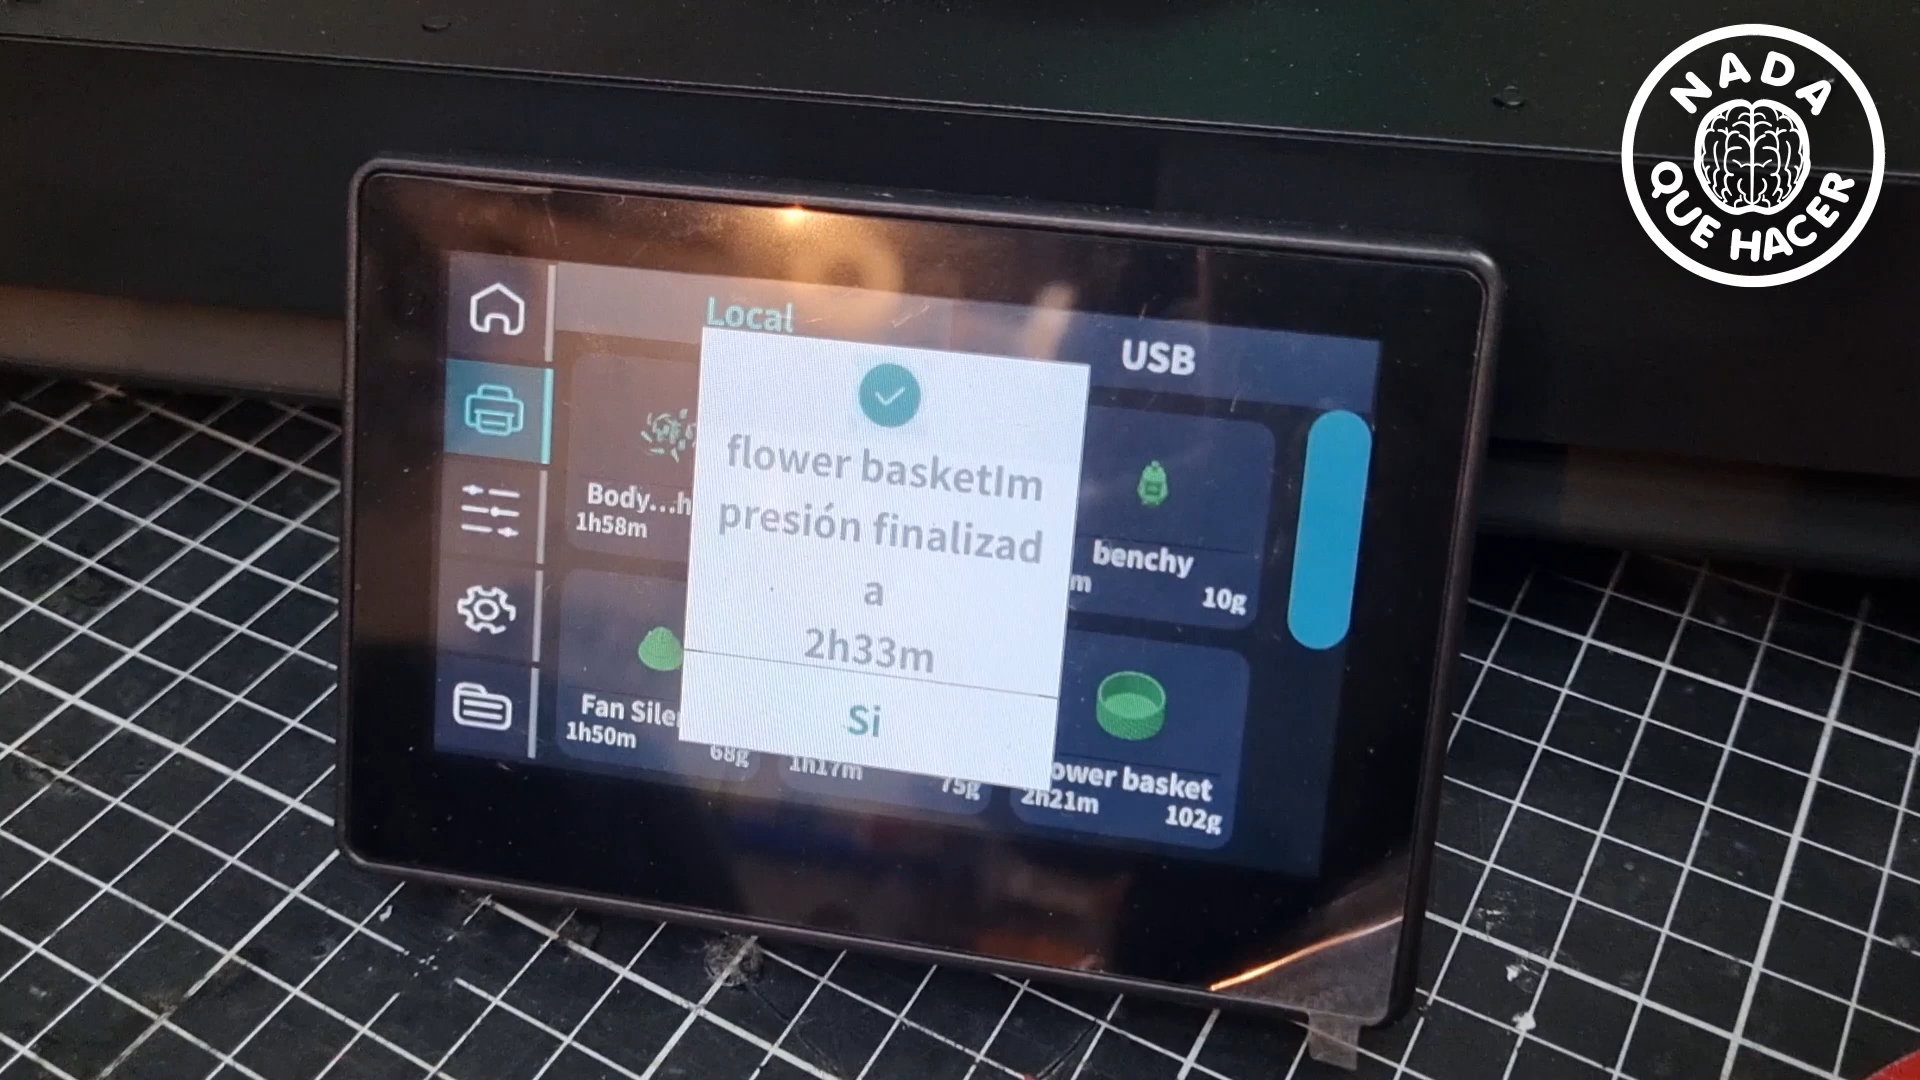 NADA
QUE HACER
Local
USB
flower basketIm
presión finalizad
a
2h33m
Si
Body...h
1h58m
benchy
m
10g
Fan Sile
1h50m
68g
1h17m
75g
ower basket
2h21m
102g